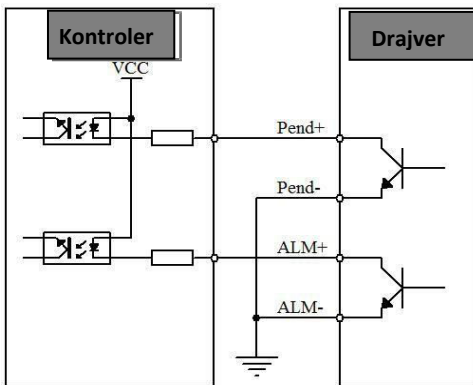 Kontroler
Drajver
VCC
Pend+
Pend-
ALM+
ALM-